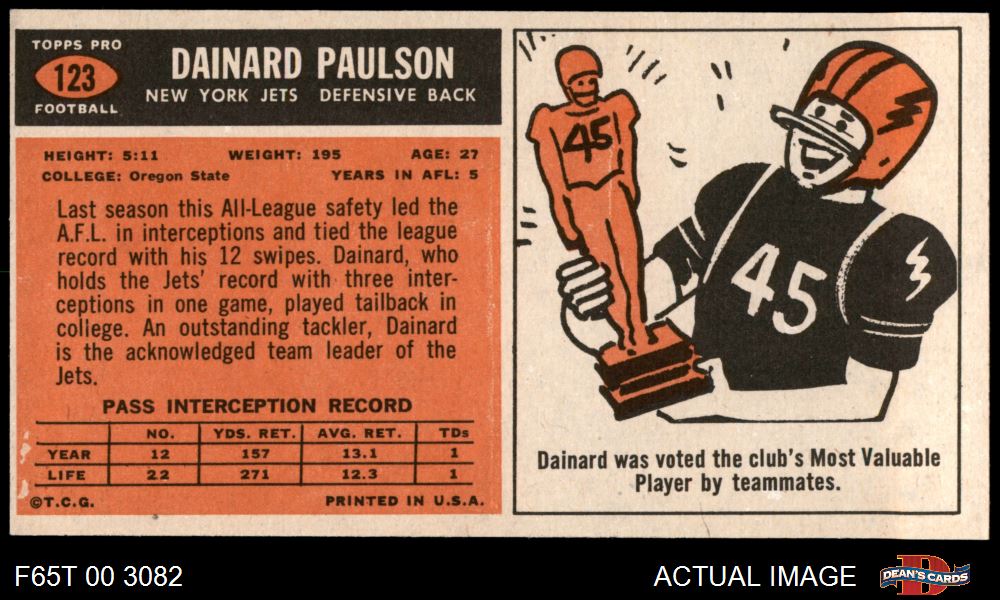 TOPPS PRO
123
FOOTBALL
DAINARD PAULSON
NEW YORK JETS DEFENSIVE BACK
HEIGHT: 5:11 WEIGHT: 195 AGE: 27
COLLEGE: Oregon State YEARS IN AFL: 5
Last season this All-League safety led the
A.F.L. in interceptions and tied the league
record with his 12 swipes. Dainard, who
holds the Jets' record with three inter-
ceptions in one game, played tailback in
college. An outstanding tackler, Dainard
is the acknowledged team leader of the
Jets.
PASS INTERCEPTION RECORD
NO. YDS. RET. AVG. RET. TDs
YEAR 12 157 13.1 1
LIFE 22 271 12.3 1
©T.C.G. PRINTED IN U.S.A.
45
45
Dainard was voted the club's Most Valuable
Player by teammates.
F65T 00 3082
ACTUAL IMAGE
D
DEAN'S CARDS